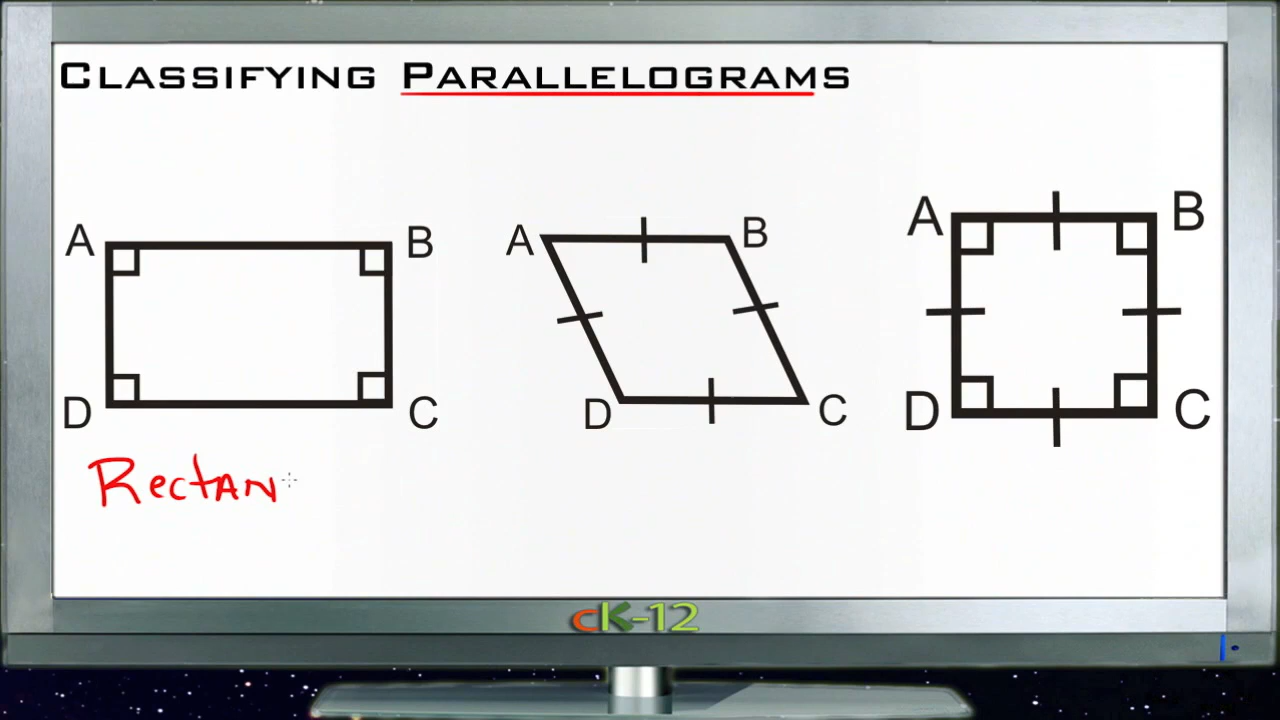 CLASSIFYING PARALLELOGRAMS
A B
D C
A B
D C
A B
D C
RectAN
cK-12